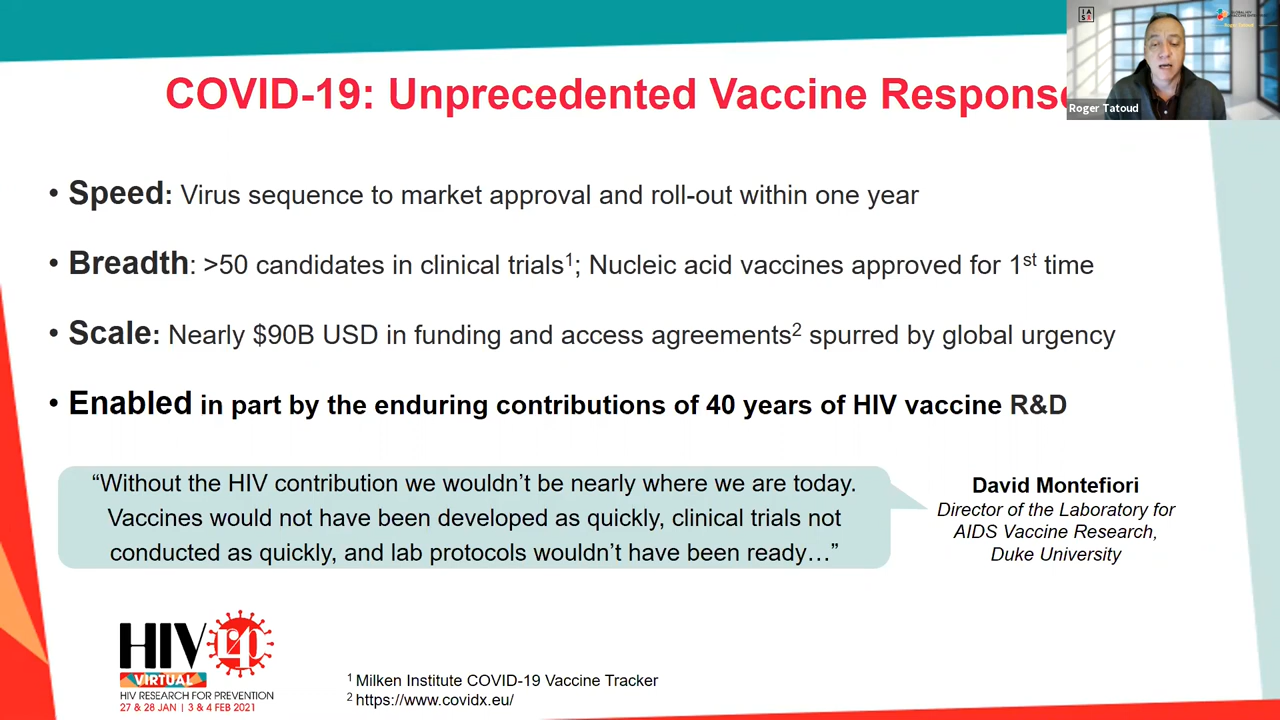 COVID-19: Unprecedented Vaccine Respons
IAS
Roger Tatoud
Roger Tatoud
• Speed: Virus sequence to market approval and roll-out within one year
• Breadth: >50 candidates in clinical trials¹; Nucleic acid vaccines approved for 1st time
• Scale: Nearly $90B USD in funding and access agreements² spurred by global urgency
• Enabled in part by the enduring contributions of 40 years of HIV vaccine R&D
“Without the HIV contribution we wouldn’t be nearly where we are today.
Vaccines would not have been developed as quickly, clinical trials not
conducted as quickly, and lab protocols wouldn’t have been ready…”
David Montefiori
Director of the Laboratory for
AIDS Vaccine Research,
Duke University
HIVR4P
VIRTUAL
HIV RESEARCH FOR PREVENTION
27 & 28 JAN | 3 & 4 FEB 2021
¹ Milken Institute COVID-19 Vaccine Tracker
² https://www.covidx.eu/